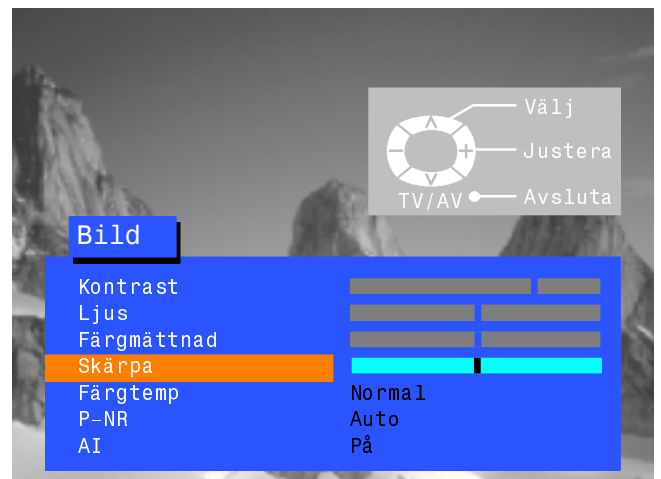 Välj
Justera
TV/AV Avsluta
Bild
Kontrast
Ljus
Färgmättnad
Skärpa
Färgtemp Normal
P-NR Auto
AI På